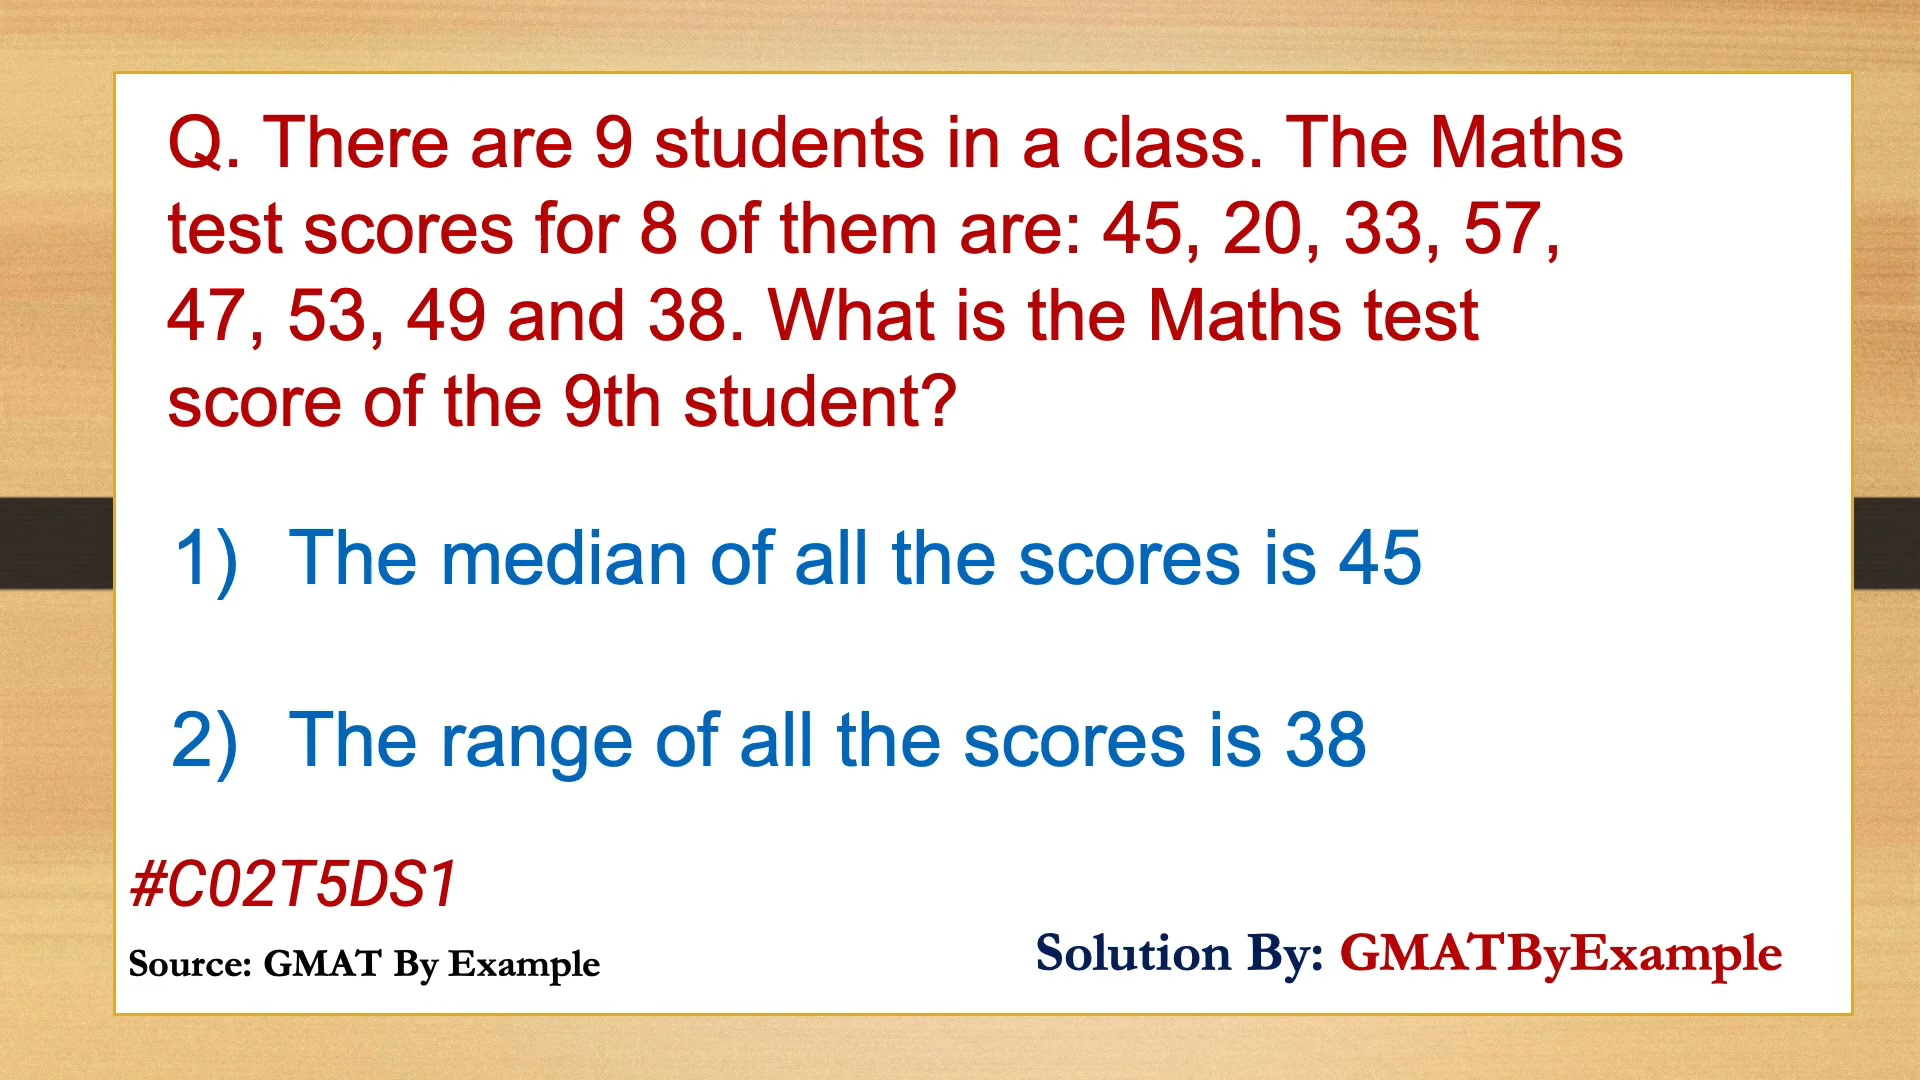 Q. There are 9 students in a class. The Maths
test scores for 8 of them are: 45, 20, 33, 57,
47, 53, 49 and 38. What is the Maths test
score of the 9th student?
1) The median of all the scores is 45
2) The range of all the scores is 38
#C02T5DS1
Source: GMAT By Example
Solution By: GMATByExample